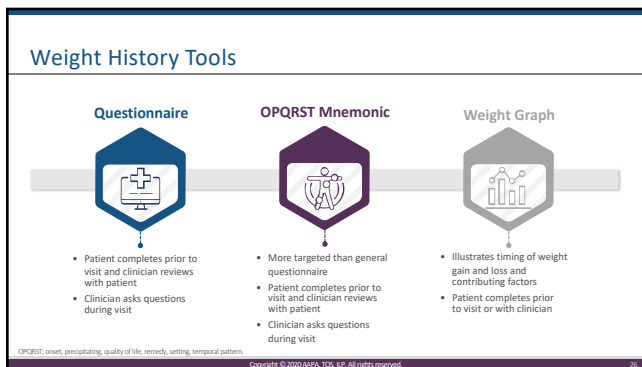 Weight History Tools
Questionnaire
• Patient completes prior to
visit and clinician reviews
with patient
• Clinician asks questions
during visit
OPQRST Mnemonic
• More targeted than general
questionnaire
• Patient completes prior to
visit and clinician reviews
with patient
• Clinician asks questions
during visit
Weight Graph
• Illustrates timing of weight
gain and loss and
contributing factors
• Patient completes prior
to visit or with clinician
OPQRST; onset, precipitating, quality of life, remedy, setting, temporal pattern
Copyright © 2020 AAPA, TOS, ILP. All rights reserved.
26